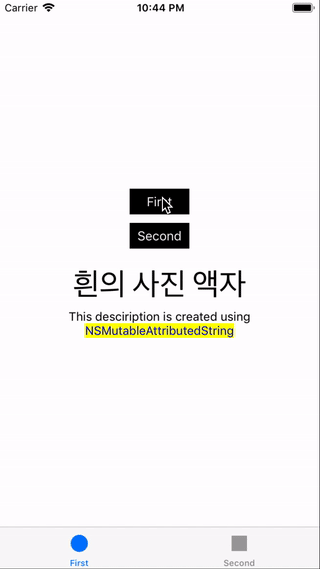 Carrier 10:44 PM
First
Second
흰의 사진 액자
This desciription is created using
NSMutableAttributedString
First Second